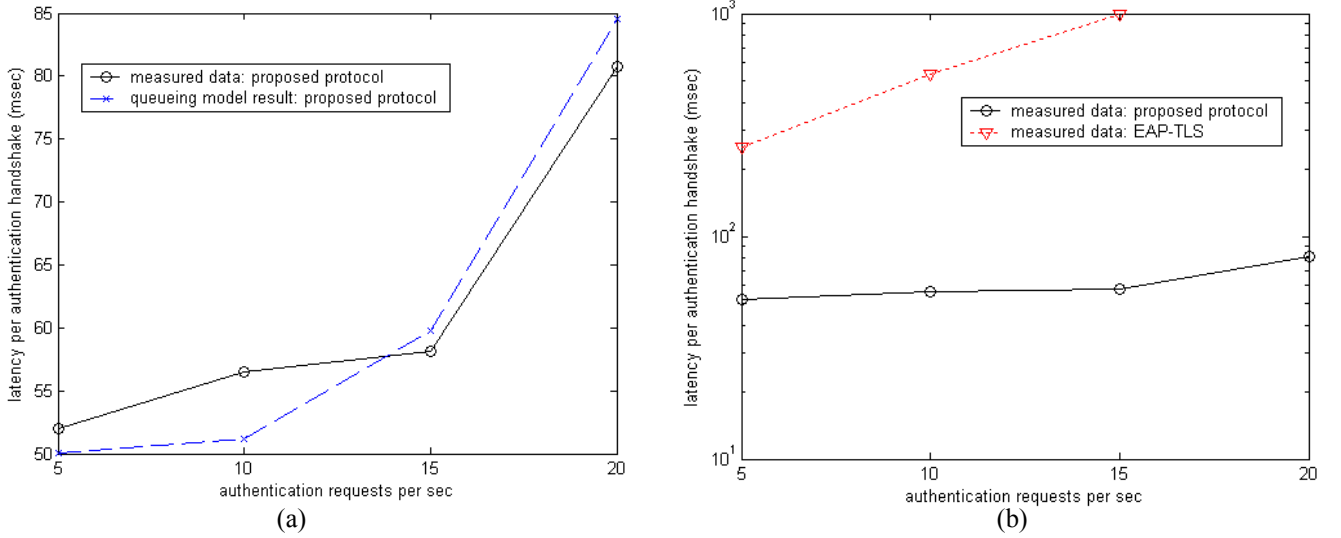 85
80
75
70
65
60
55
50
5
10
15
20
latency per authentication handshake (msec)
authentication requests per sec
measured data: proposed protocol
queueing model result: proposed protocol
(a)
10^3
10^2
10^1
5
10
15
20
latency per authentication handshake (msec)
authentication requests per sec
measured data: proposed protocol
measured data: EAP-TLS
(b)